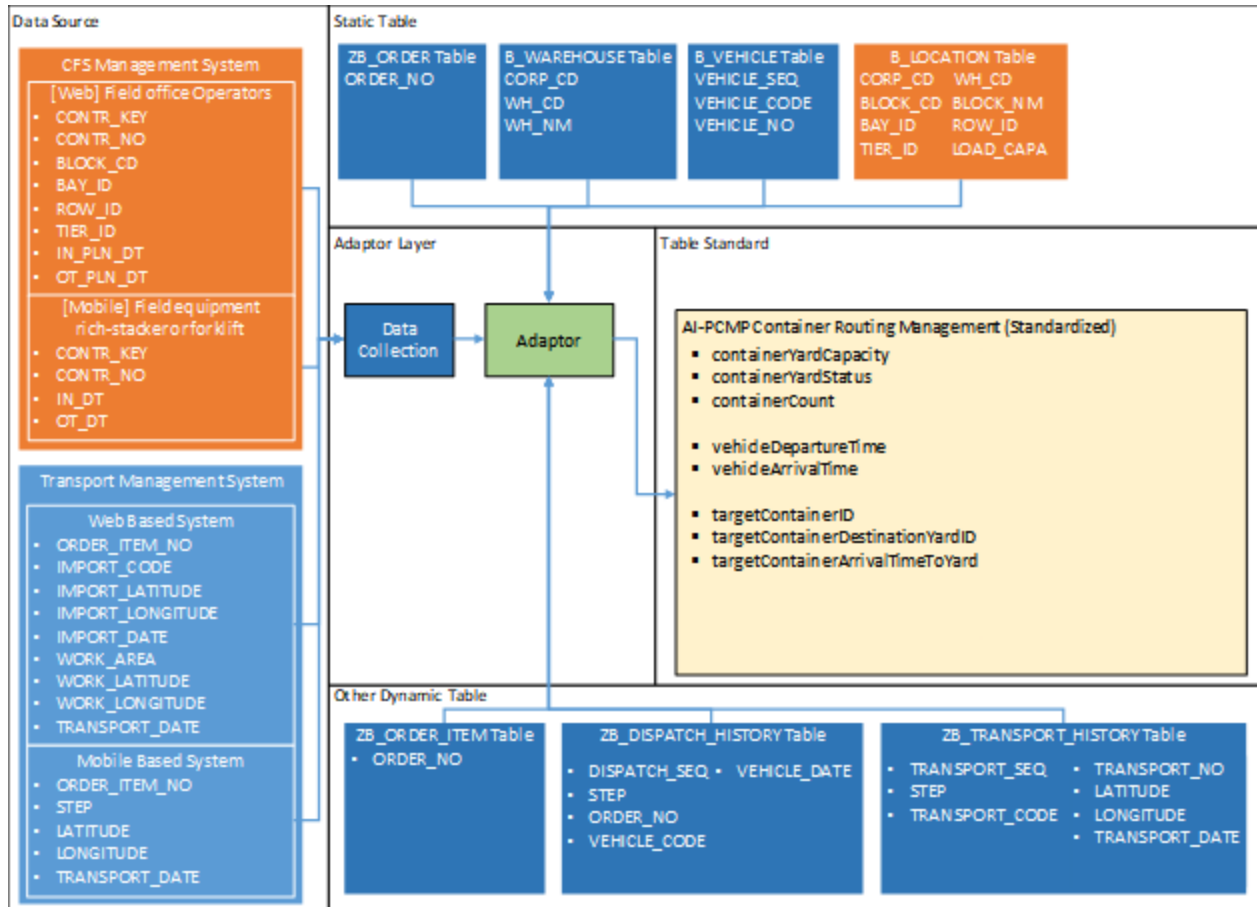 Data Source
CFS Management System
[Web] Field office Operators
• CONTR_KEY
• CONTR_NO
• BLOCK_CD
• BAY_ID
• ROW_ID
• TIER_ID
• IN_PLN_DT
• OT_PLN_DT
[Mobile] Field equipment
rich-stacker or forklift
• CONTR_KEY
• CONTR_NO
• IN_DT
• OT_DT
Transport Management System
Web Based System
• ORDER_ITEM_NO
• IMPORT_CODE
• IMPORT_LATITUDE
• IMPORT_LONGITUDE
• IMPORT_DATE
• WORK_AREA
• WORK_LATITUDE
• WORK_LONGITUDE
• TRANSPORT_DATE
Mobile Based System
• ORDER_ITEM_NO
• STEP
• LATITUDE
• LONGITUDE
• TRANSPORT_DATE
Static Table
ZB_ORDER Table
ORDER_NO
B_WAREHOUSE Table
CORP_CD
WH_CD
WH_NM
B_VEHICLE Table
VEHICLE_SEQ
VEHICLE_CODE
VEHICLE_NO
B_LOCATION Table
CORP_CD WH_CD
BLOCK_CD BLOCK_NM
BAY_ID ROW_ID
TIER_ID LOAD_CAPA
Adaptor Layer
Data
Collection
Adaptor
Table Standard
AI-PCMP Container Routing Management (Standardized)
▪ containerYardCapacity
▪ containerYardStatus
▪ containerCount
▪ vehicleDepartureTime
▪ vehicleArrivalTime
▪ targetContainerID
▪ targetContainerDestinationYardID
▪ targetContainerArrivalTimeToYard
Other Dynamic Table
ZB_ORDER_ITEM Table
• ORDER_NO
ZB_DISPATCH_HISTORY Table
• DISPATCH_SEQ • VEHICLE_DATE
• STEP
• ORDER_NO
• VEHICLE_CODE
ZB_TRANSPORT_HISTORY Table
• TRANSPORT_SEQ • TRANSPORT_NO
• STEP • LATITUDE
• TRANSPORT_CODE • LONGITUDE
• TRANSPORT_DATE